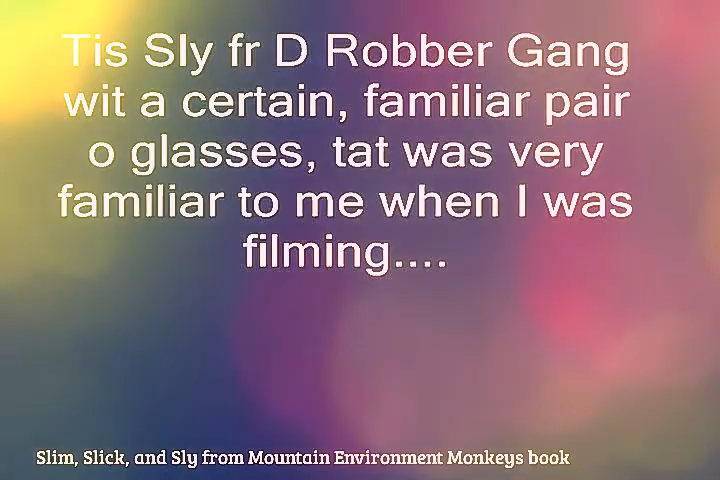 Tis Sly fr D Robber Gang
wit a certain, familiar pair
o glasses, tat was very
familiar to me when I was
filming....
Slim, Slick, and Sly from Mountain Environment Monkeys book